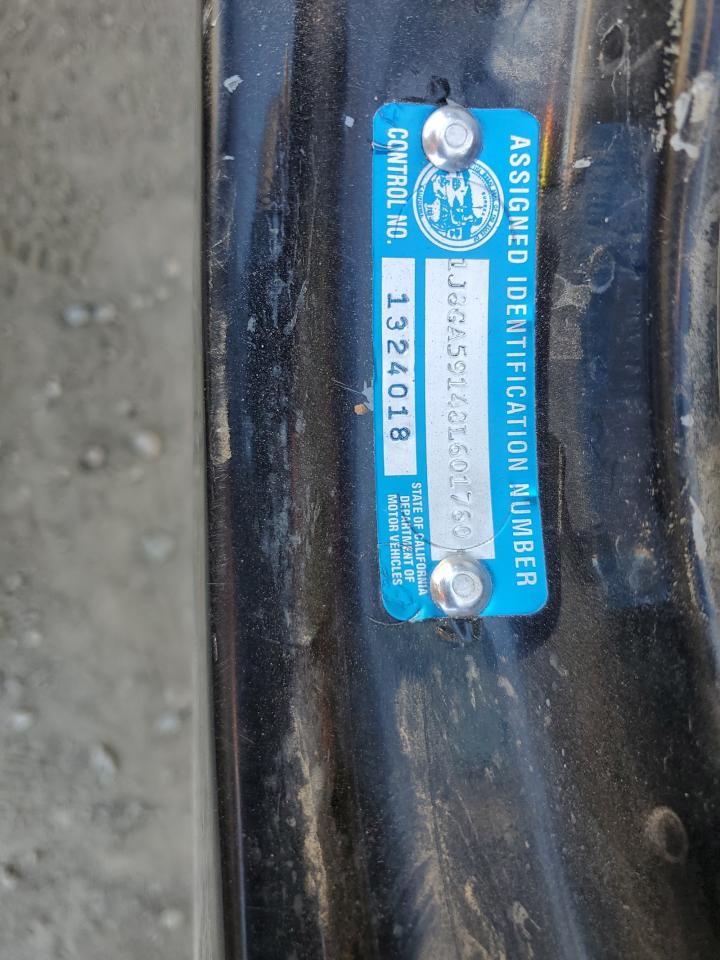 ASSIGNED IDENTIFICATION NUMBER
1J8GA59148L601760
CONTROL NO.
1324018
STATE OF CALIFORNIA
DEPARTMENT OF
MOTOR VEHICLES